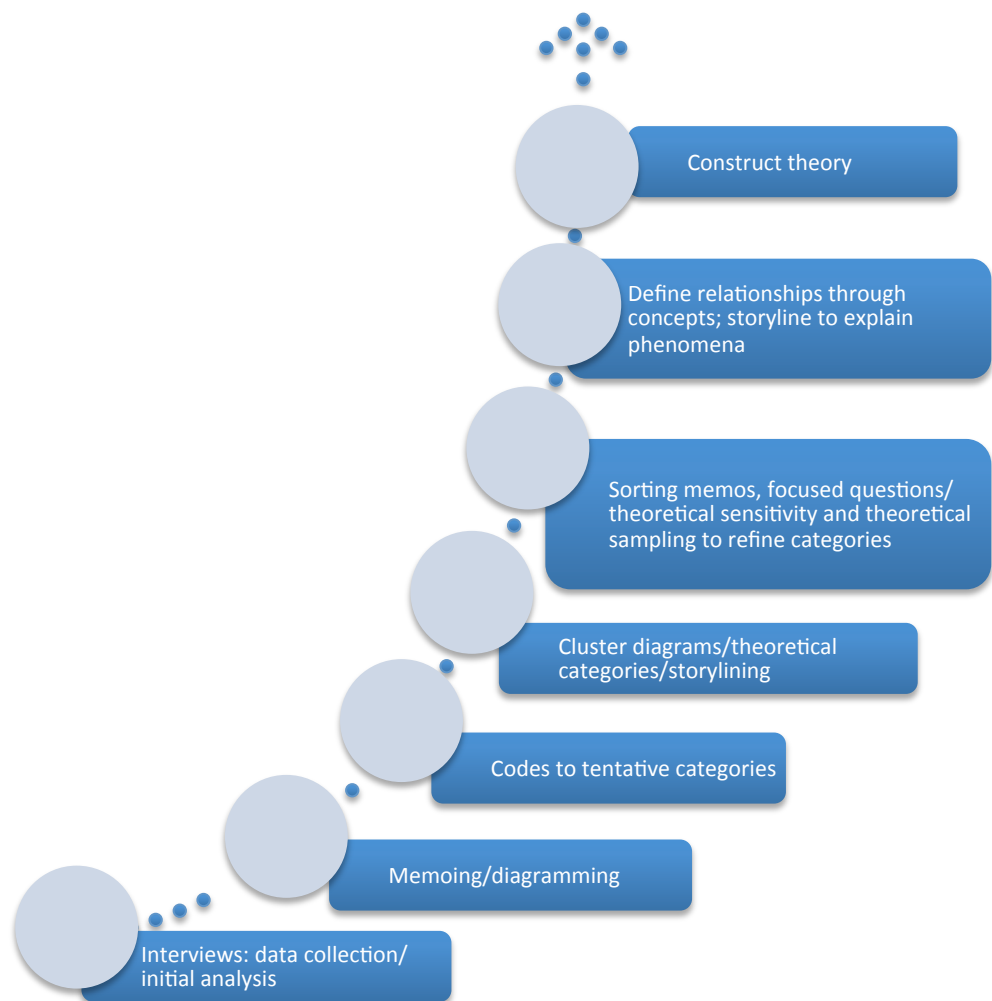 Construct theory
Define relationships through
concepts; storyline to explain
phenomena
Sorting memos, focused questions/
theoretical sensitivity and theoretical
sampling to refine categories
Cluster diagrams/theoretical
categories/storylining
Codes to tentative categories
Memoing/diagramming
Interviews: data collection/
initial analysis